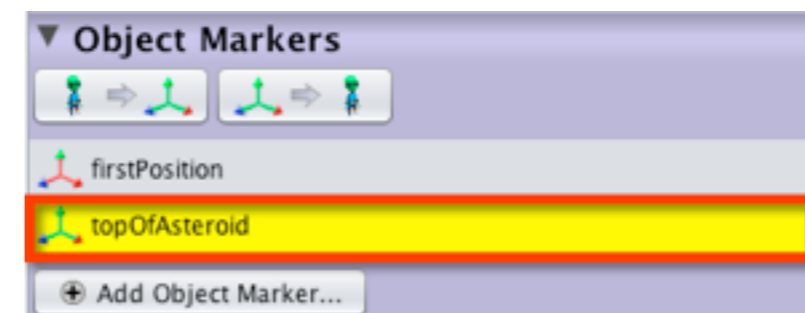 Object Markers
firstPosition
topOfAsteroid
Add Object Marker...